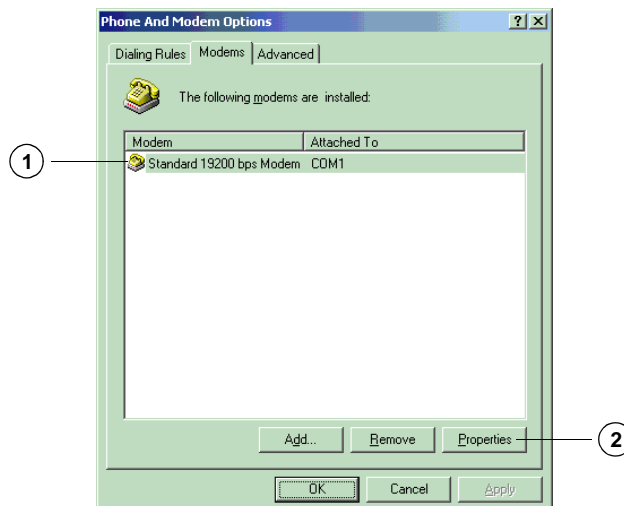 Phone And Modem Options
Dialing Rules Modems Advanced
The following modems are installed:
Modem Attached To
1 Standard 19200 bps Modem COM1
Add... Remove Properties 2
OK Cancel Apply